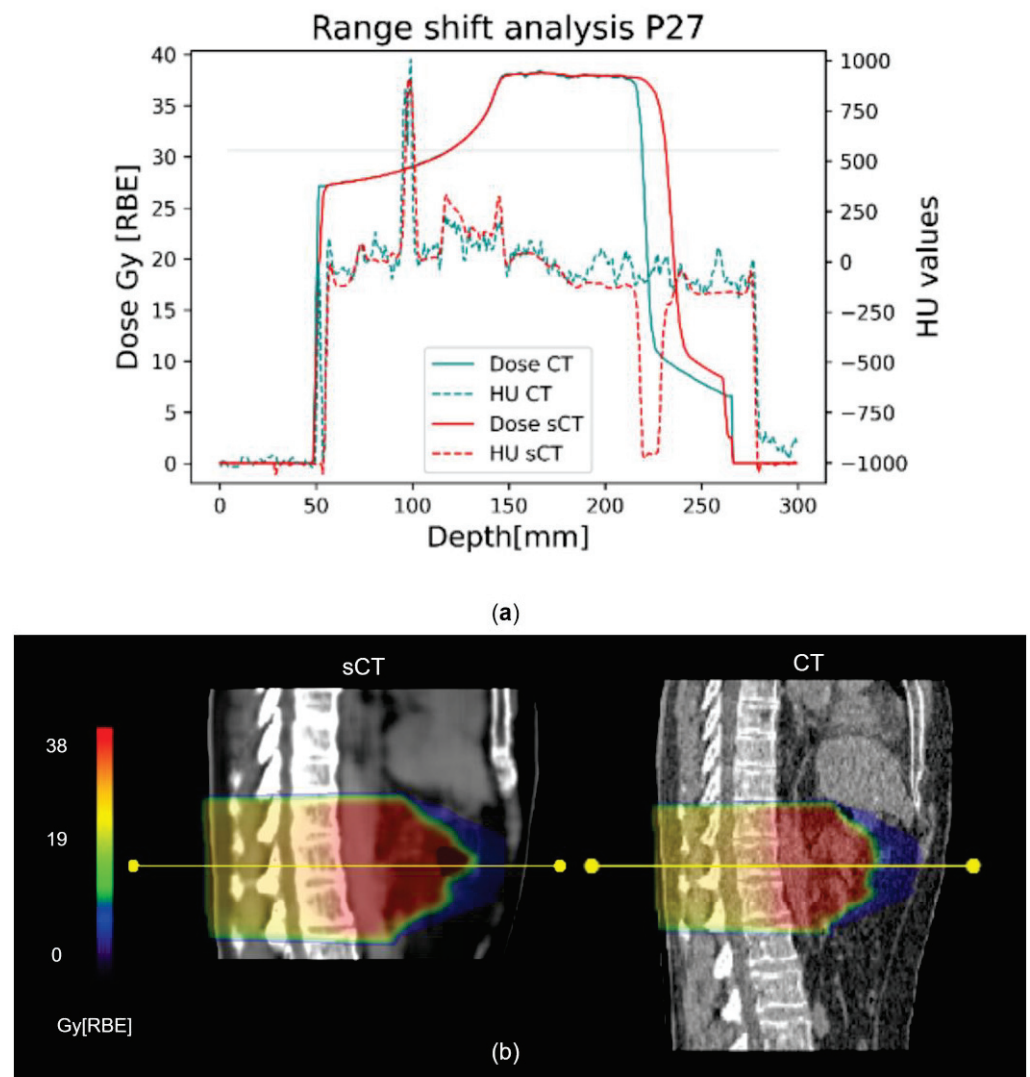 Range shift analysis P27
40
35
30
25
20
15
10
5
0
Dose Gy [RBE]
1000
750
500
250
0
−250
−500
−750
−1000
HU values
Dose CT
HU CT
Dose sCT
HU sCT
0 50 100 150 200 250 300
Depth[mm]
(a)
sCT CT
38
19
0
Gy[RBE]
(b)